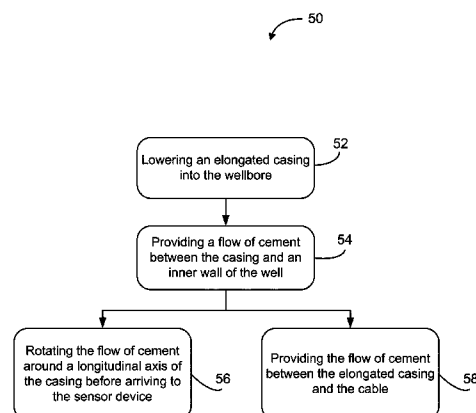 50
52
Lowering an elongated casing
into the wellbore
54
Providing a flow of cement
between the casing and an
inner wall of the well
Rotating the flow of cement
around a longitudinal axis of
the casing before arriving to
the sensor device
56
Providing the flow of cement
between the elongated casing
and the cable
58